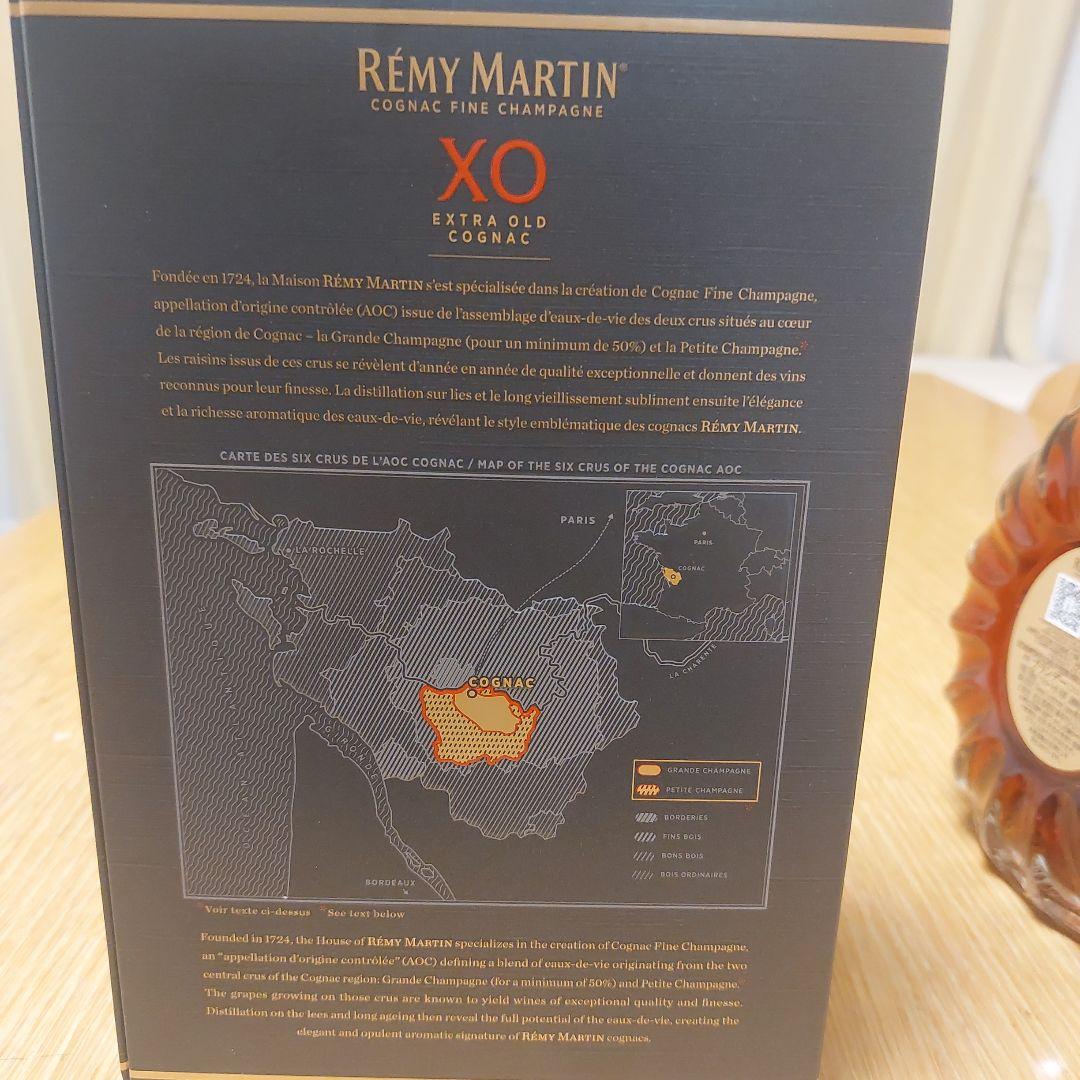 RÉMY MARTIN®
COGNAC FINE CHAMPAGNE
XO
EXTRA OLD
COGNAC
Fondée en 1724, la Maison RÉMY MARTIN s'est spécialisée dans la création de Cognac Fine Champagne,
appellation d'origine contrôlée (AOC) issue de l'assemblage d'eaux-de-vie des deux crus situés au cœur
de la région de Cognac – la Grande Champagne (pour un minimum de 50%) et la Petite Champagne.*
Les raisins issus de ces crus se révèlent d'année en année de qualité exceptionnelle et donnent des vins
reconnus pour leur finesse. La distillation sur lies et le long vieillissement subliment ensuite l'élégance
et la richesse aromatique des eaux-de-vie, révélant le style emblématique des cognacs RÉMY MARTIN.
CARTE DES SIX CRUS DE L'AOC COGNAC / MAP OF THE SIX CRUS OF THE COGNAC AOC
PARIS
PARIS
COGNAC
LA ROCHELLE
LA CHARENTE
COGNAC
GIRONDE
GRANDE CHAMPAGNE
PETITE CHAMPAGNE
BORDERIES
FINS BOIS
BONS BOIS
BOIS ORDINAIRES
BORDEAUX
*Voir texte ci-dessus *See text below
Founded in 1724, the House of RÉMY MARTIN specializes in the creation of Cognac Fine Champagne,
an "appellation d'origine contrôlée" (AOC) defining a blend of eaux-de-vie originating from the two
central crus of the Cognac region: Grande Champagne (for a minimum of 50%) and Petite Champagne.*
The grapes growing on those crus are known to yield wines of exceptional quality and finesse.
Distillation on the lees and long ageing then reveal the full potential of the eaux-de-vie, creating the
elegant and opulent aromatic signature of RÉMY MARTIN cognacs.